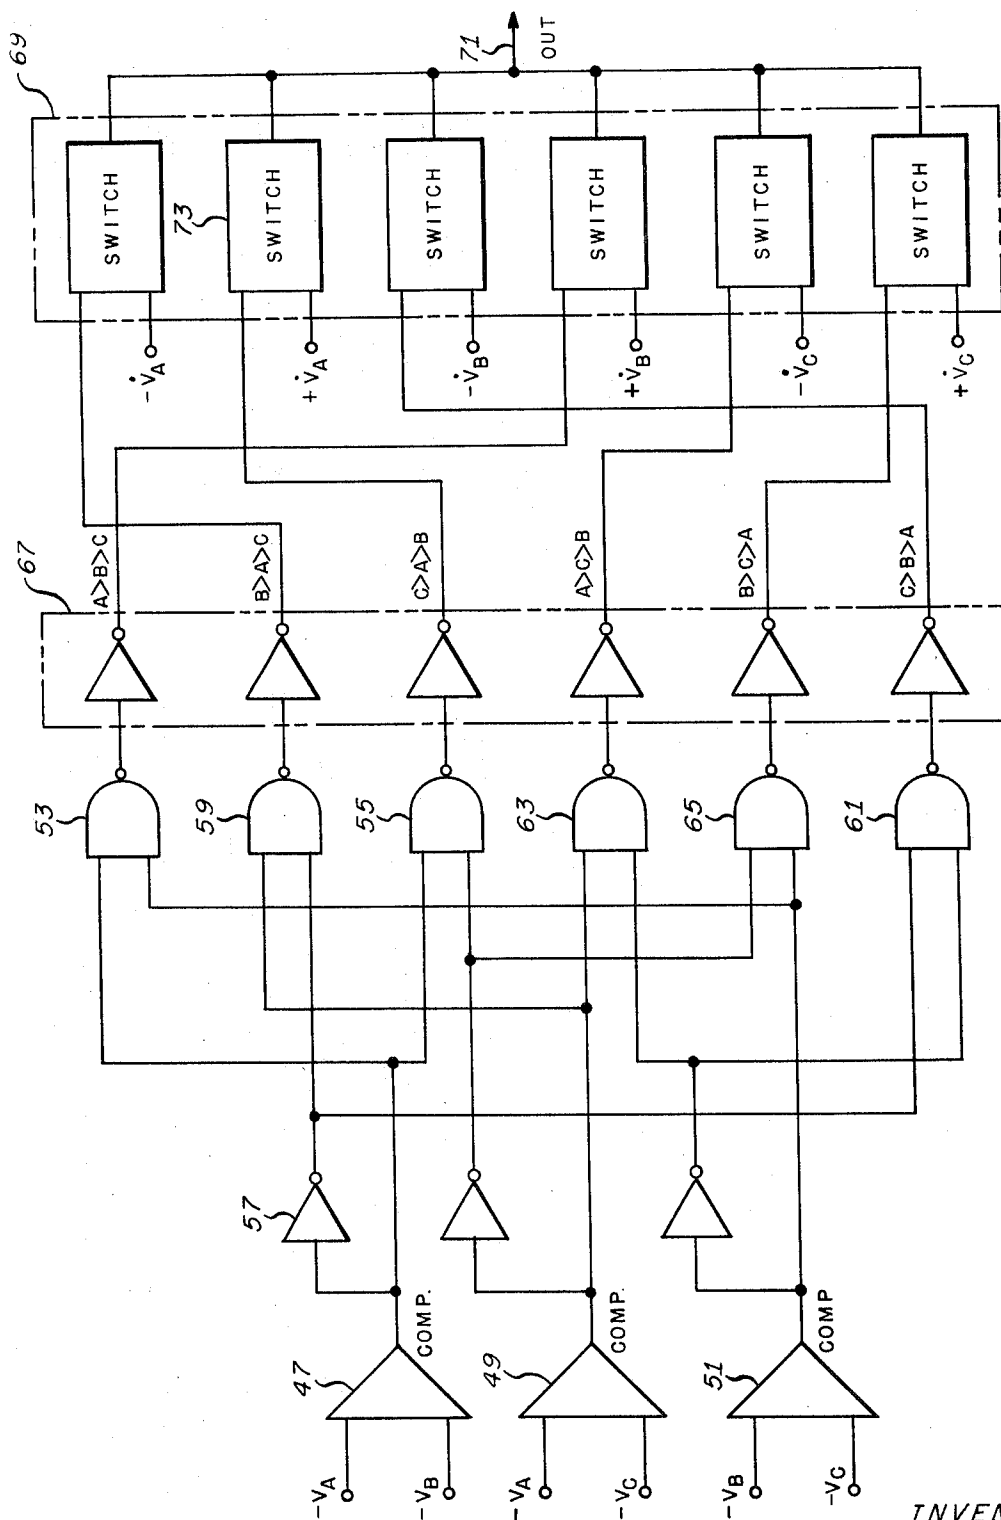 -VA
-VB
-VA
-VC
-VB
-VC
47
49
51
COMP.
COMP.
COMP
57
53
59
55
63
65
61
67
A>B>C
B>A>C
C>A>B
A>C>B
B>C>A
C>B>A
-V̇A
+V̇A
-V̇B
+V̇B
-V̇C
+V̇C
69
73
SWITCH
SWITCH
SWITCH
SWITCH
SWITCH
SWITCH
71
OUT
INVEN